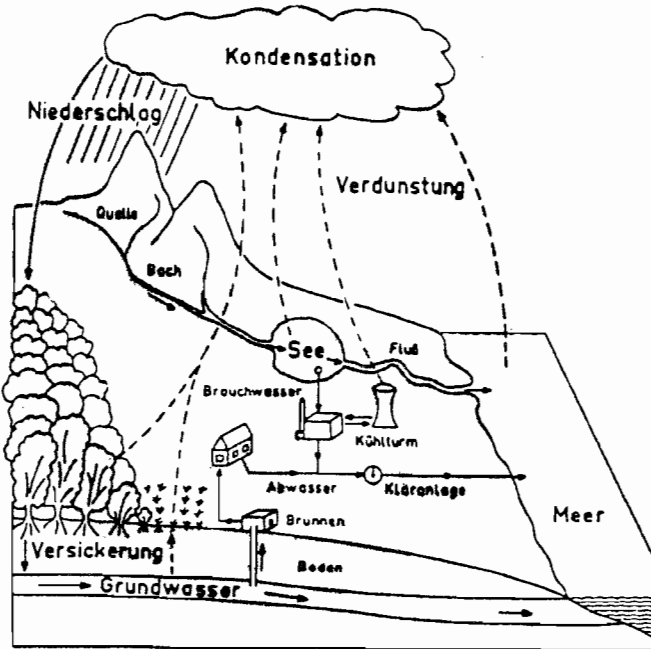 Kondensation
Niederschlag
Verdunstung
Quelle
Bach
See
Fluß
Brauchwasser
Kühlturm
Abwasser
Kläranlage
Meer
Brunnen
Versickerung
Boden
Grundwasser